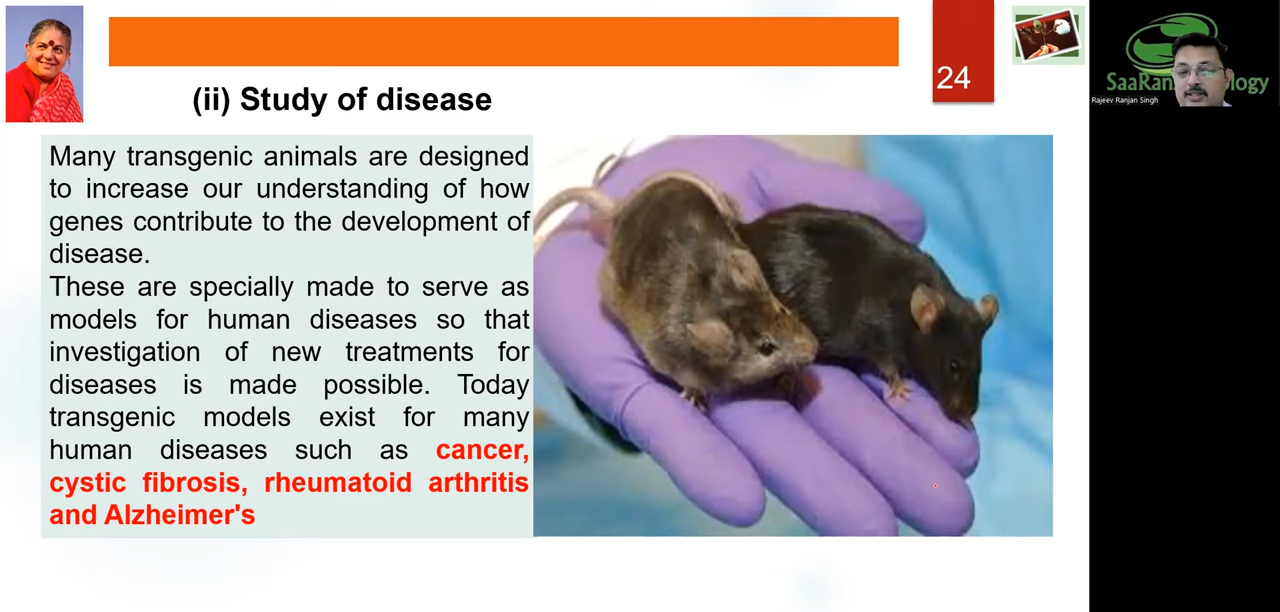 (ii) Study of disease
24
Many transgenic animals are designed
to increase our understanding of how
genes contribute to the development of
disease.
These are specially made to serve as
models for human diseases so that
investigation of new treatments for
diseases is made possible. Today
transgenic models exist for many
human diseases such as cancer,
cystic fibrosis, rheumatoid arthritis
and Alzheimer's
Rajeev Ranjan Singh